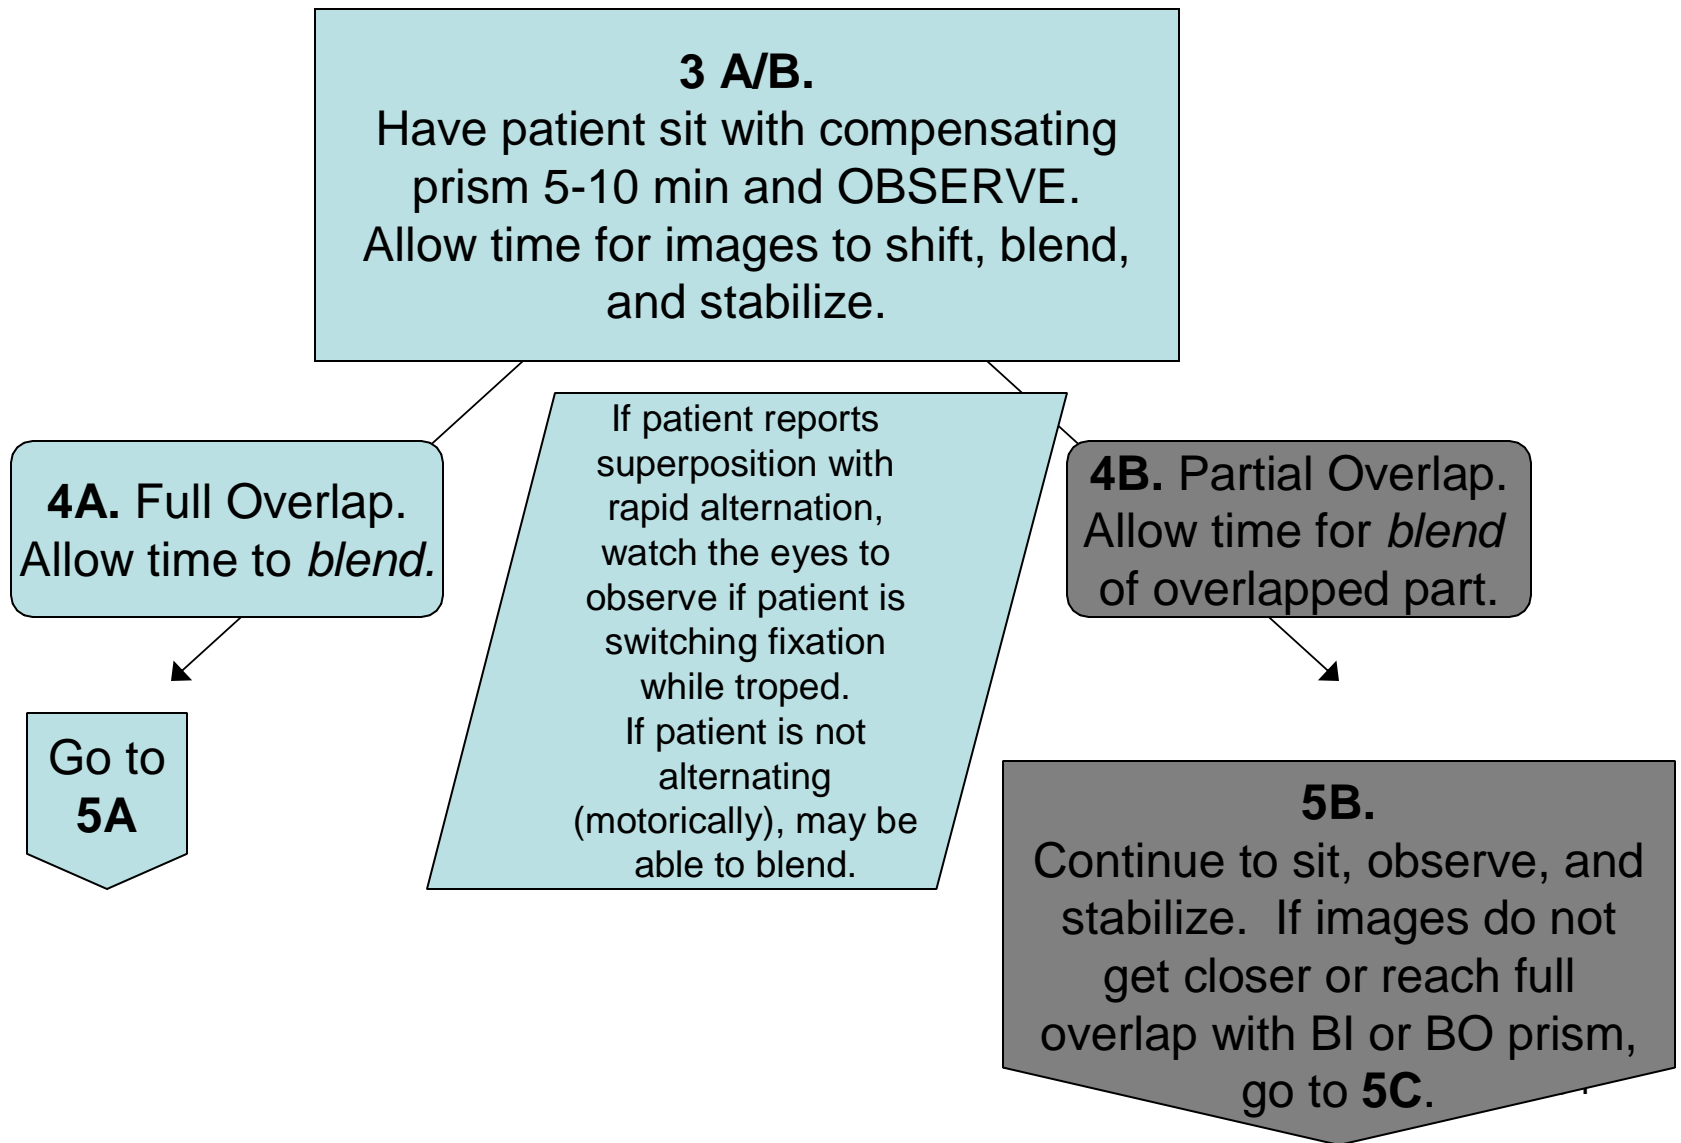 3 A/B.
Have patient sit with compensating
prism 5-10 min and OBSERVE.
Allow time for images to shift, blend,
and stabilize.
4A. Full Overlap.
Allow time to blend.
If patient reports
superposition with
rapid alternation,
watch the eyes to
observe if patient is
switching fixation
while troped.
If patient is not
alternating
(motorically), may be
able to blend.
4B. Partial Overlap.
Allow time for blend
of overlapped part.
Go to
5A
5B.
Continue to sit, observe, and
stabilize.  If images do not
get closer or reach full
overlap with BI or BO prism,
go to 5C.